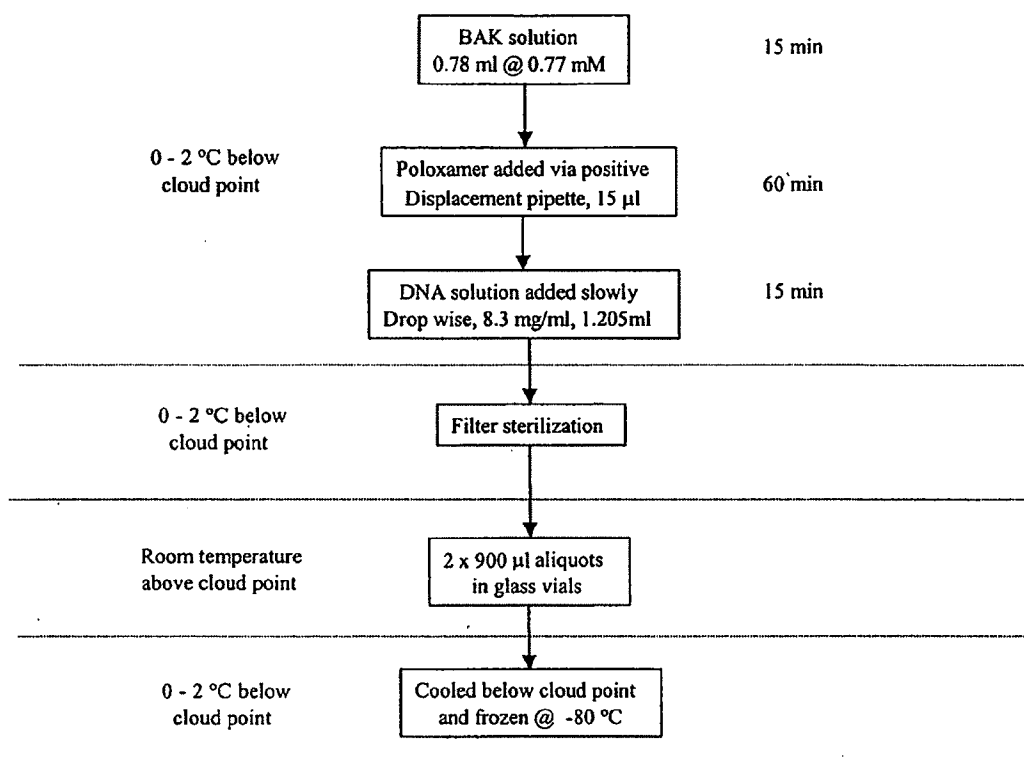 BAK solution
0.78 ml @ 0.77 mM
15 min
0 - 2 °C below
cloud point
Poloxamer added via positive
Displacement pipette, 15 µl
60 min
DNA solution added slowly
Drop wise, 8.3 mg/ml, 1.205ml
15 min
0 - 2 °C below
cloud point
Filter sterilization
Room temperature
above cloud point
2 x 900 µl aliquots
in glass vials
0 - 2 °C below
cloud point
Cooled below cloud point
and frozen @ -80 °C